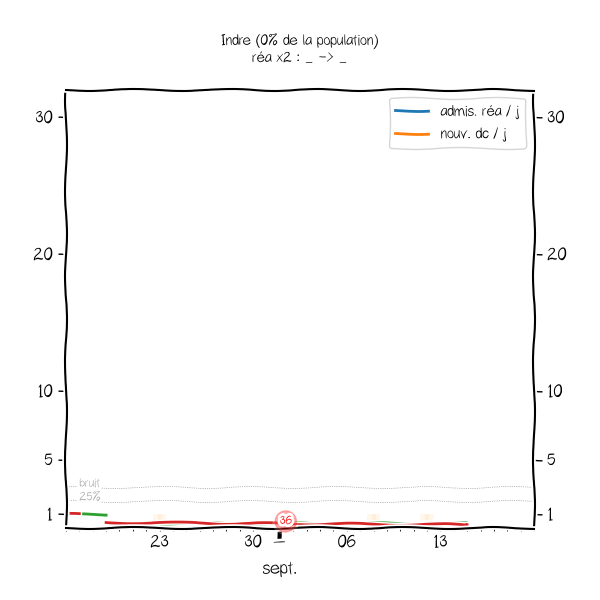 Indre (0% de la population)
réa x2 : _ -> _
admis. réa / j
nouv. dc / j
30 30
20 20
10 10
5 5
bruit
25%
1 1
36
23 30 06 13
sept.